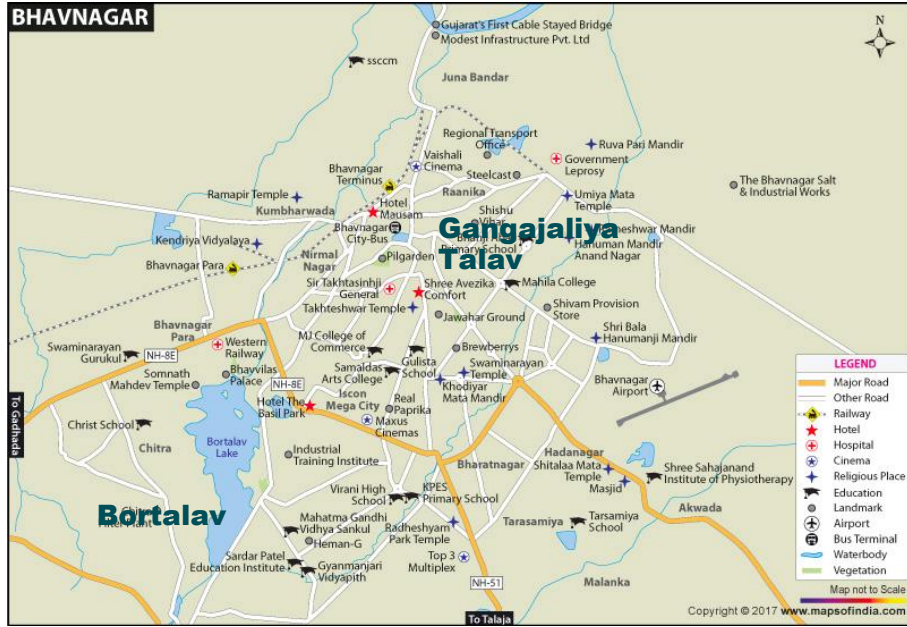 BHAVNAGAR
Gujarat's First Cable Stayed Bridge
Modest Infrastructure Pvt. Ltd
N
ssccm
Juna Bandar
Regional Transport
Office
Ruva Pari Mandir
Vaishali
Cinema
Government
Leprosy
Bhavnagar
Terminus
Steelcast
The Bhavnagar Salt
& Industrial Works
Ramapir Temple
Raanika
Umiya Mata
Temple
Kumbharwada
Hotel
Mausam
Shishu
Vihar
Bhavnagar
City-Bus
Gangajaliya
Talav
Primary School
Hanuman Mandir
Anand Nagar
Kendriya Vidyalaya
Nirmal
Nagar
Pilgarden
Bhavnagar Para
Sir Takhtasinhji
General
Shree Avezika
Comfort
Mahila College
Takhteshwar Temple
Jawahar Ground
Shivam Provision
Store
Bhavnagar
Para
MJ College of
Commerce
Shri Bala
Hanumanji Mandir
Swaminarayan
Gurukul
NH-8E
Western
Railway
Gulista
School
Brewberrys
Somnath
Mahdev Temple
Bhavvilas
Palace
NH-8E
Samaldas
Arts College
Swaminarayan
Temple
Khodiyar
Mata Mandir
Bhavnagar
Airport
Iscon
Mega City
Hotel The
Basil Park
Real
Paprika
To Gadhada
Christ School
Maxus
Cinemas
Chitra
Bortalav
Lake
Industrial
Training Institute
Bharatnagar
Hadanagar
Shitalaa Mata
Temple
Masjid
Shree Sahajanand
Institute of Physiotherapy
Virani High
School
KPES
Primary School
Akwada
Bortalav
Mahatma Gandhi
Vidhya Sankul
Heman-G
Radheshyam
Park Temple
Tarasamiya
Tarsamiya
School
Sardar Patel
Education Institute
Gyanmanjari
Vidyapith
Top 3
Multiplex
NH-51
Malanka
To Talaja
LEGEND
Major Road
Other Road
Railway
Hotel
Hospital
Cinema
Religious Place
Education
Landmark
Airport
Bus Terminal
Waterbody
Vegetation
Map not to Scale
Copyright © 2017 www.mapsofindia.com